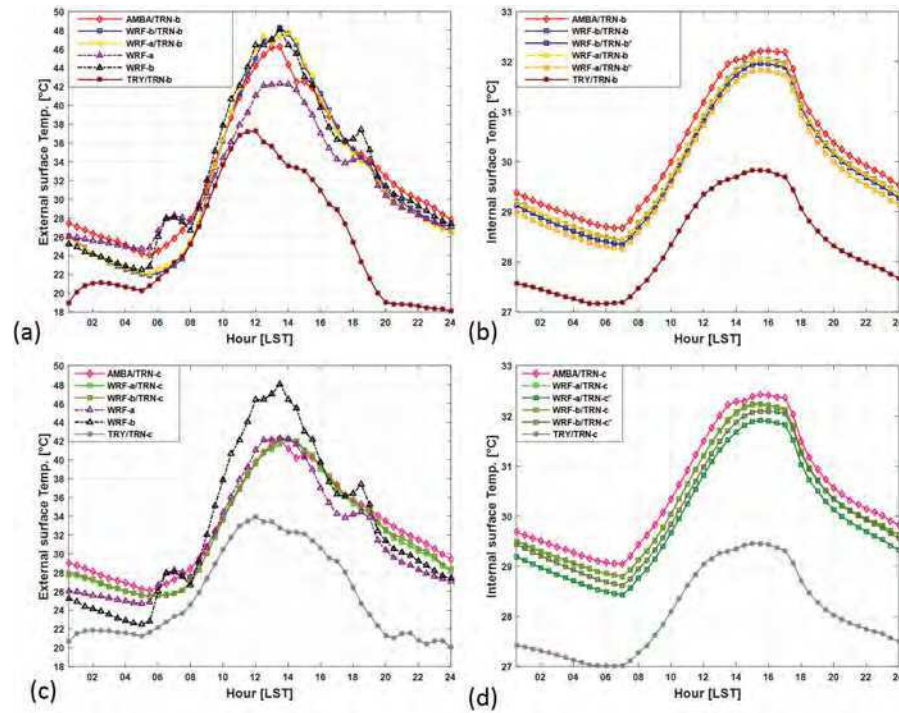 External surface Temp. [°C]
50
48
46
44
42
40
38
36
34
32
30
28
26
24
22
20
18
AMBA/TRN-b
WRF-b/TRN-b
WRF-a/TRN-b
WRF-a
WRF-b
TRY/TRN-b
02 04 06 08 10 12 14 16 18 20 22 24
Hour [LST]
(a)
Internal surface Temp. [°C]
33
32
31
30
29
28
27
AMBA/TRN-b
WRF-b/TRN-b
WRF-b/TRN-b*
WRF-a/TRN-b
WRF-a/TRN-b*
TRY/TRN-b
02 04 06 08 10 12 14 16 18 20 22 24
Hour [LST]
(b)
External surface Temp. [°C]
50
48
46
44
42
40
38
36
34
32
30
28
26
24
22
20
18
AMBA/TRN-c
WRF-a/TRN-c
WRF-b/TRN-c
WRF-a
WRF-b
TRY/TRN-c
02 04 06 08 10 12 14 16 18 20 22 24
Hour [LST]
(c)
Internal surface Temp. [°C]
33
32
31
30
29
28
27
AMBA/TRN-c
WRF-a/TRN-c
WRF-a/TRN-c*
WRF-b/TRN-c
WRF-b/TRN-c*
TRY/TRN-c
02 04 06 08 10 12 14 16 18 20 22 24
Hour [LST]
(d)